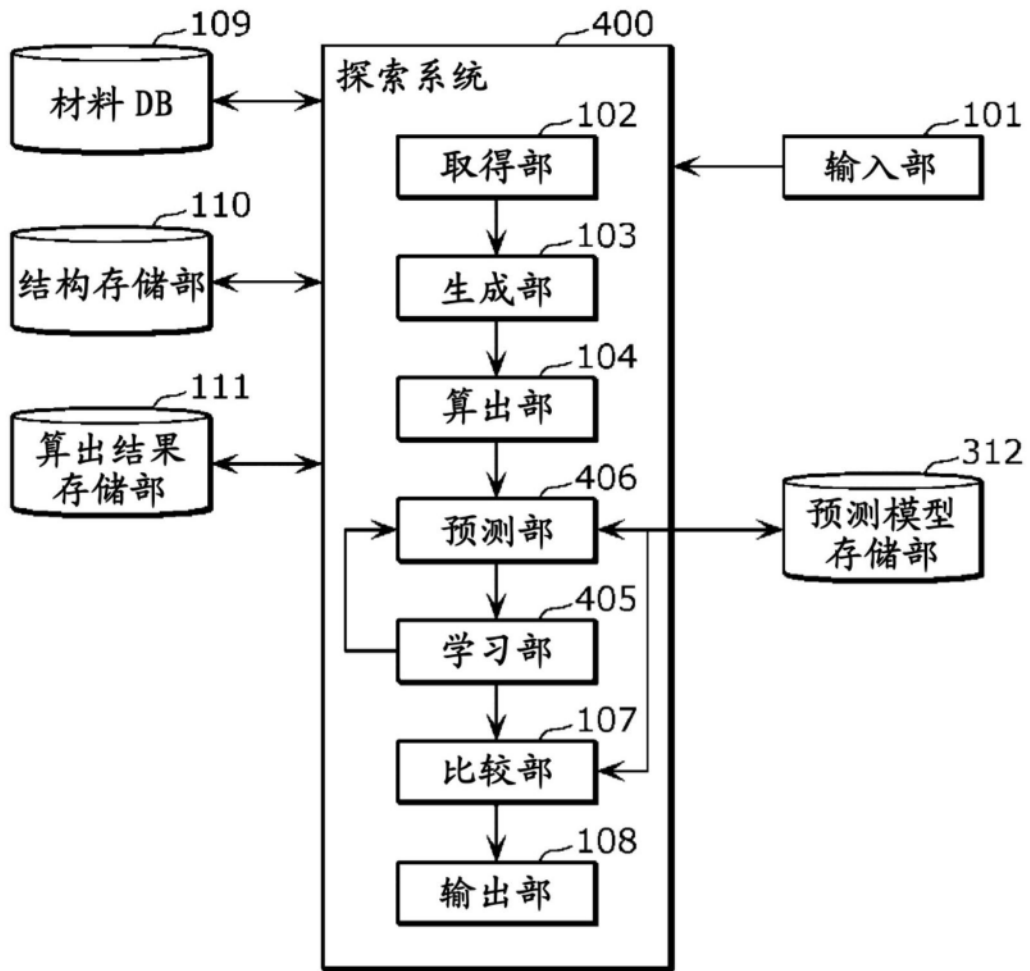 109
材料 DB
110
结构存储部
111
算出结果
存储部
400
探索系统
102
取得部
103
生成部
104
算出部
406
预测部
405
学习部
107
比较部
108
输出部
101
输入部
312
预测模型
存储部